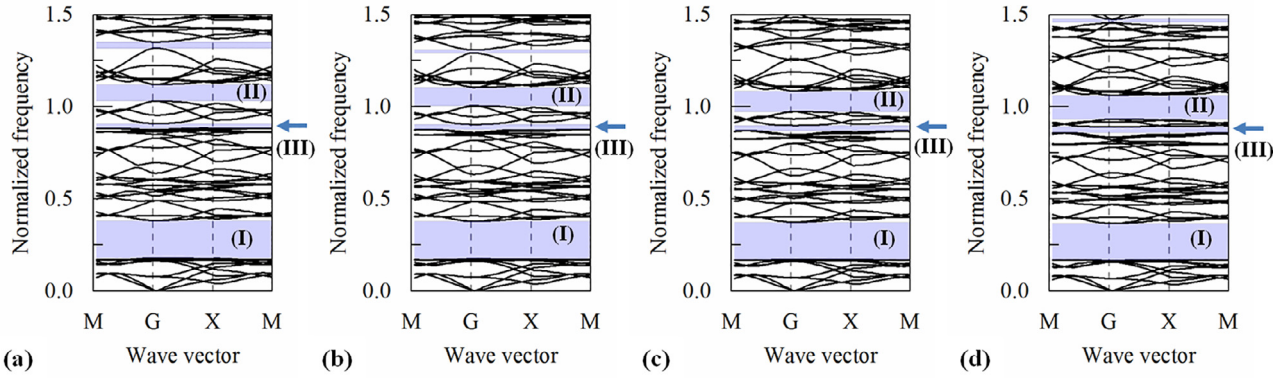 Normalized frequency
1.5
1.0
0.5
0.0
(II)
(III)
(I)
M G X M
(a) Wave vector
Normalized frequency
1.5
1.0
0.5
0.0
(II)
(III)
(I)
M G X M
(b) Wave vector
Normalized frequency
1.5
1.0
0.5
0.0
(II)
(III)
(I)
M G X M
(c) Wave vector
Normalized frequency
1.5
1.0
0.5
0.0
(II)
(III)
(I)
M G X M
(d) Wave vector